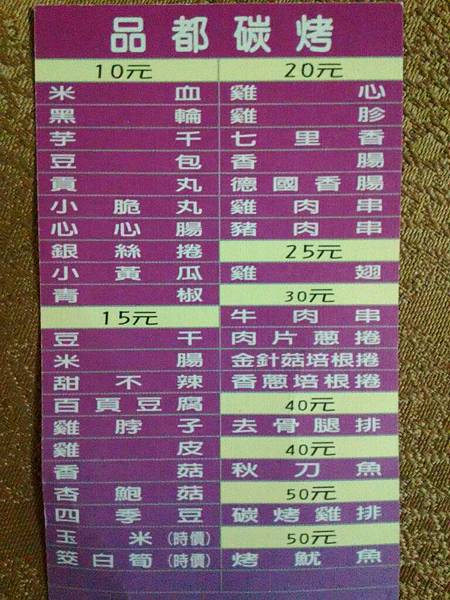 品都碳烤
10元
米血
黑輪
芋千
豆包
貢丸
小脆丸
心心腸
銀絲捲
小黃瓜
青椒
15元
豆干
米腸
甜不辣
百頁豆腐
雞脖子
雞皮
香菇
杏鮑菇
四季豆
玉米(時價)
筊白筍(時價)
20元
雞心
雞胗
七里香
香腸
德國香腸
雞肉串
豬肉串
25元
雞翅
30元
牛肉串
肉片蔥捲
金針菇培根捲
香蔥培根捲
40元
去骨腿排
40元
秋刀魚
50元
碳烤雞排
50元
烤魷魚